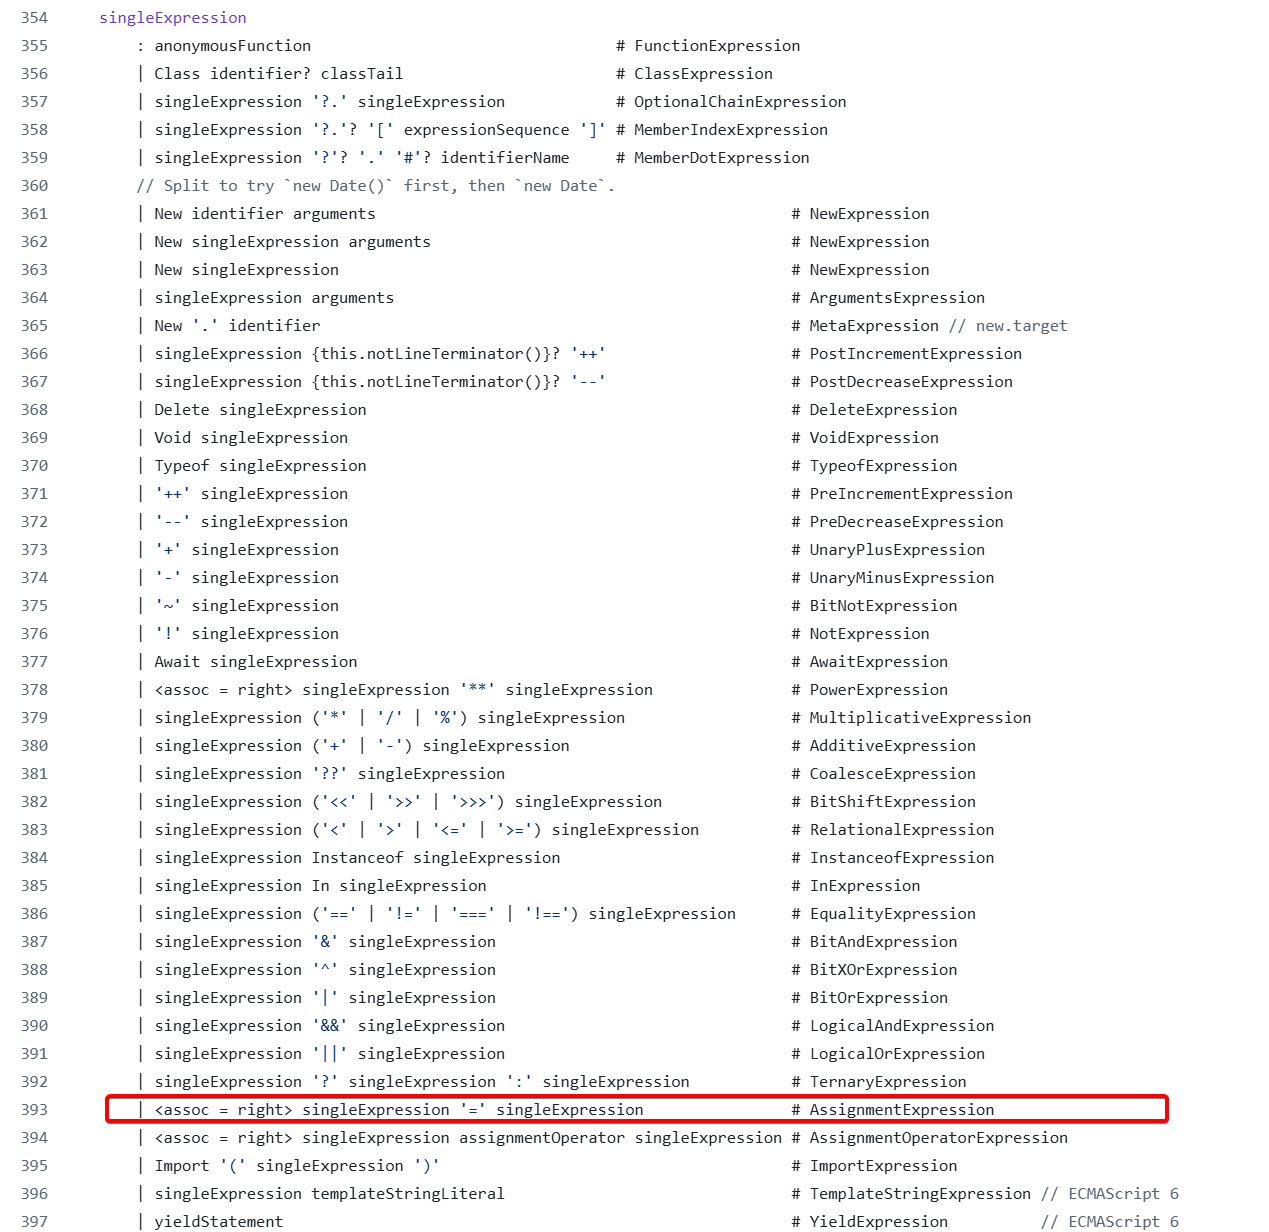 354 singleExpression
355 : anonymousFunction # FunctionExpression
356 | Class identifier? classTail # ClassExpression
357 | singleExpression '?.' singleExpression # OptionalChainExpression
358 | singleExpression '?.'? '[' expressionSequence ']' # MemberIndexExpression
359 | singleExpression '?'? '.' '#'? identifierName # MemberDotExpression
360 // Split to try `new Date()` first, then `new Date`.
361 | New identifier arguments # NewExpression
362 | New singleExpression arguments # NewExpression
363 | New singleExpression # NewExpression
364 | singleExpression arguments # ArgumentsExpression
365 | New '.' identifier # MetaExpression // new.target
366 | singleExpression {this.notLineTerminator()}? '++' # PostIncrementExpression
367 | singleExpression {this.notLineTerminator()}? '--' # PostDecreaseExpression
368 | Delete singleExpression # DeleteExpression
369 | Void singleExpression # VoidExpression
370 | Typeof singleExpression # TypeofExpression
371 | '++' singleExpression # PreIncrementExpression
372 | '--' singleExpression # PreDecreaseExpression
373 | '+' singleExpression # UnaryPlusExpression
374 | '-' singleExpression # UnaryMinusExpression
375 | '~' singleExpression # BitNotExpression
376 | '!' singleExpression # NotExpression
377 | Await singleExpression # AwaitExpression
378 | <assoc = right> singleExpression '**' singleExpression # PowerExpression
379 | singleExpression ('*' | '/' | '%') singleExpression # MultiplicativeExpression
380 | singleExpression ('+' | '-') singleExpression # AdditiveExpression
381 | singleExpression '??' singleExpression # CoalesceExpression
382 | singleExpression ('<<' | '>>' | '>>>') singleExpression # BitShiftExpression
383 | singleExpression ('<' | '>' | '<=' | '>=') singleExpression # RelationalExpression
384 | singleExpression Instanceof singleExpression # InstanceofExpression
385 | singleExpression In singleExpression # InExpression
386 | singleExpression ('==' | '!=' | '===' | '!==') singleExpression # EqualityExpression
387 | singleExpression '&' singleExpression # BitAndExpression
388 | singleExpression '^' singleExpression # BitXOrExpression
389 | singleExpression '|' singleExpression # BitOrExpression
390 | singleExpression '&&' singleExpression # LogicalAndExpression
391 | singleExpression '||' singleExpression # LogicalOrExpression
392 | singleExpression '?' singleExpression ':' singleExpression # TernaryExpression
393 | <assoc = right> singleExpression '=' singleExpression # AssignmentExpression
394 | <assoc = right> singleExpression assignmentOperator singleExpression # AssignmentOperatorExpression
395 | Import '(' singleExpression ')' # ImportExpression
396 | singleExpression templateStringLiteral # TemplateStringExpression // ECMAScript 6
397 | yieldStatement # YieldExpression // ECMAScript 6